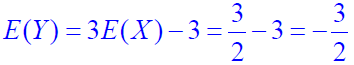 E(Y) = 3E(X) − 3 = 3/2 − 3 = −3/2